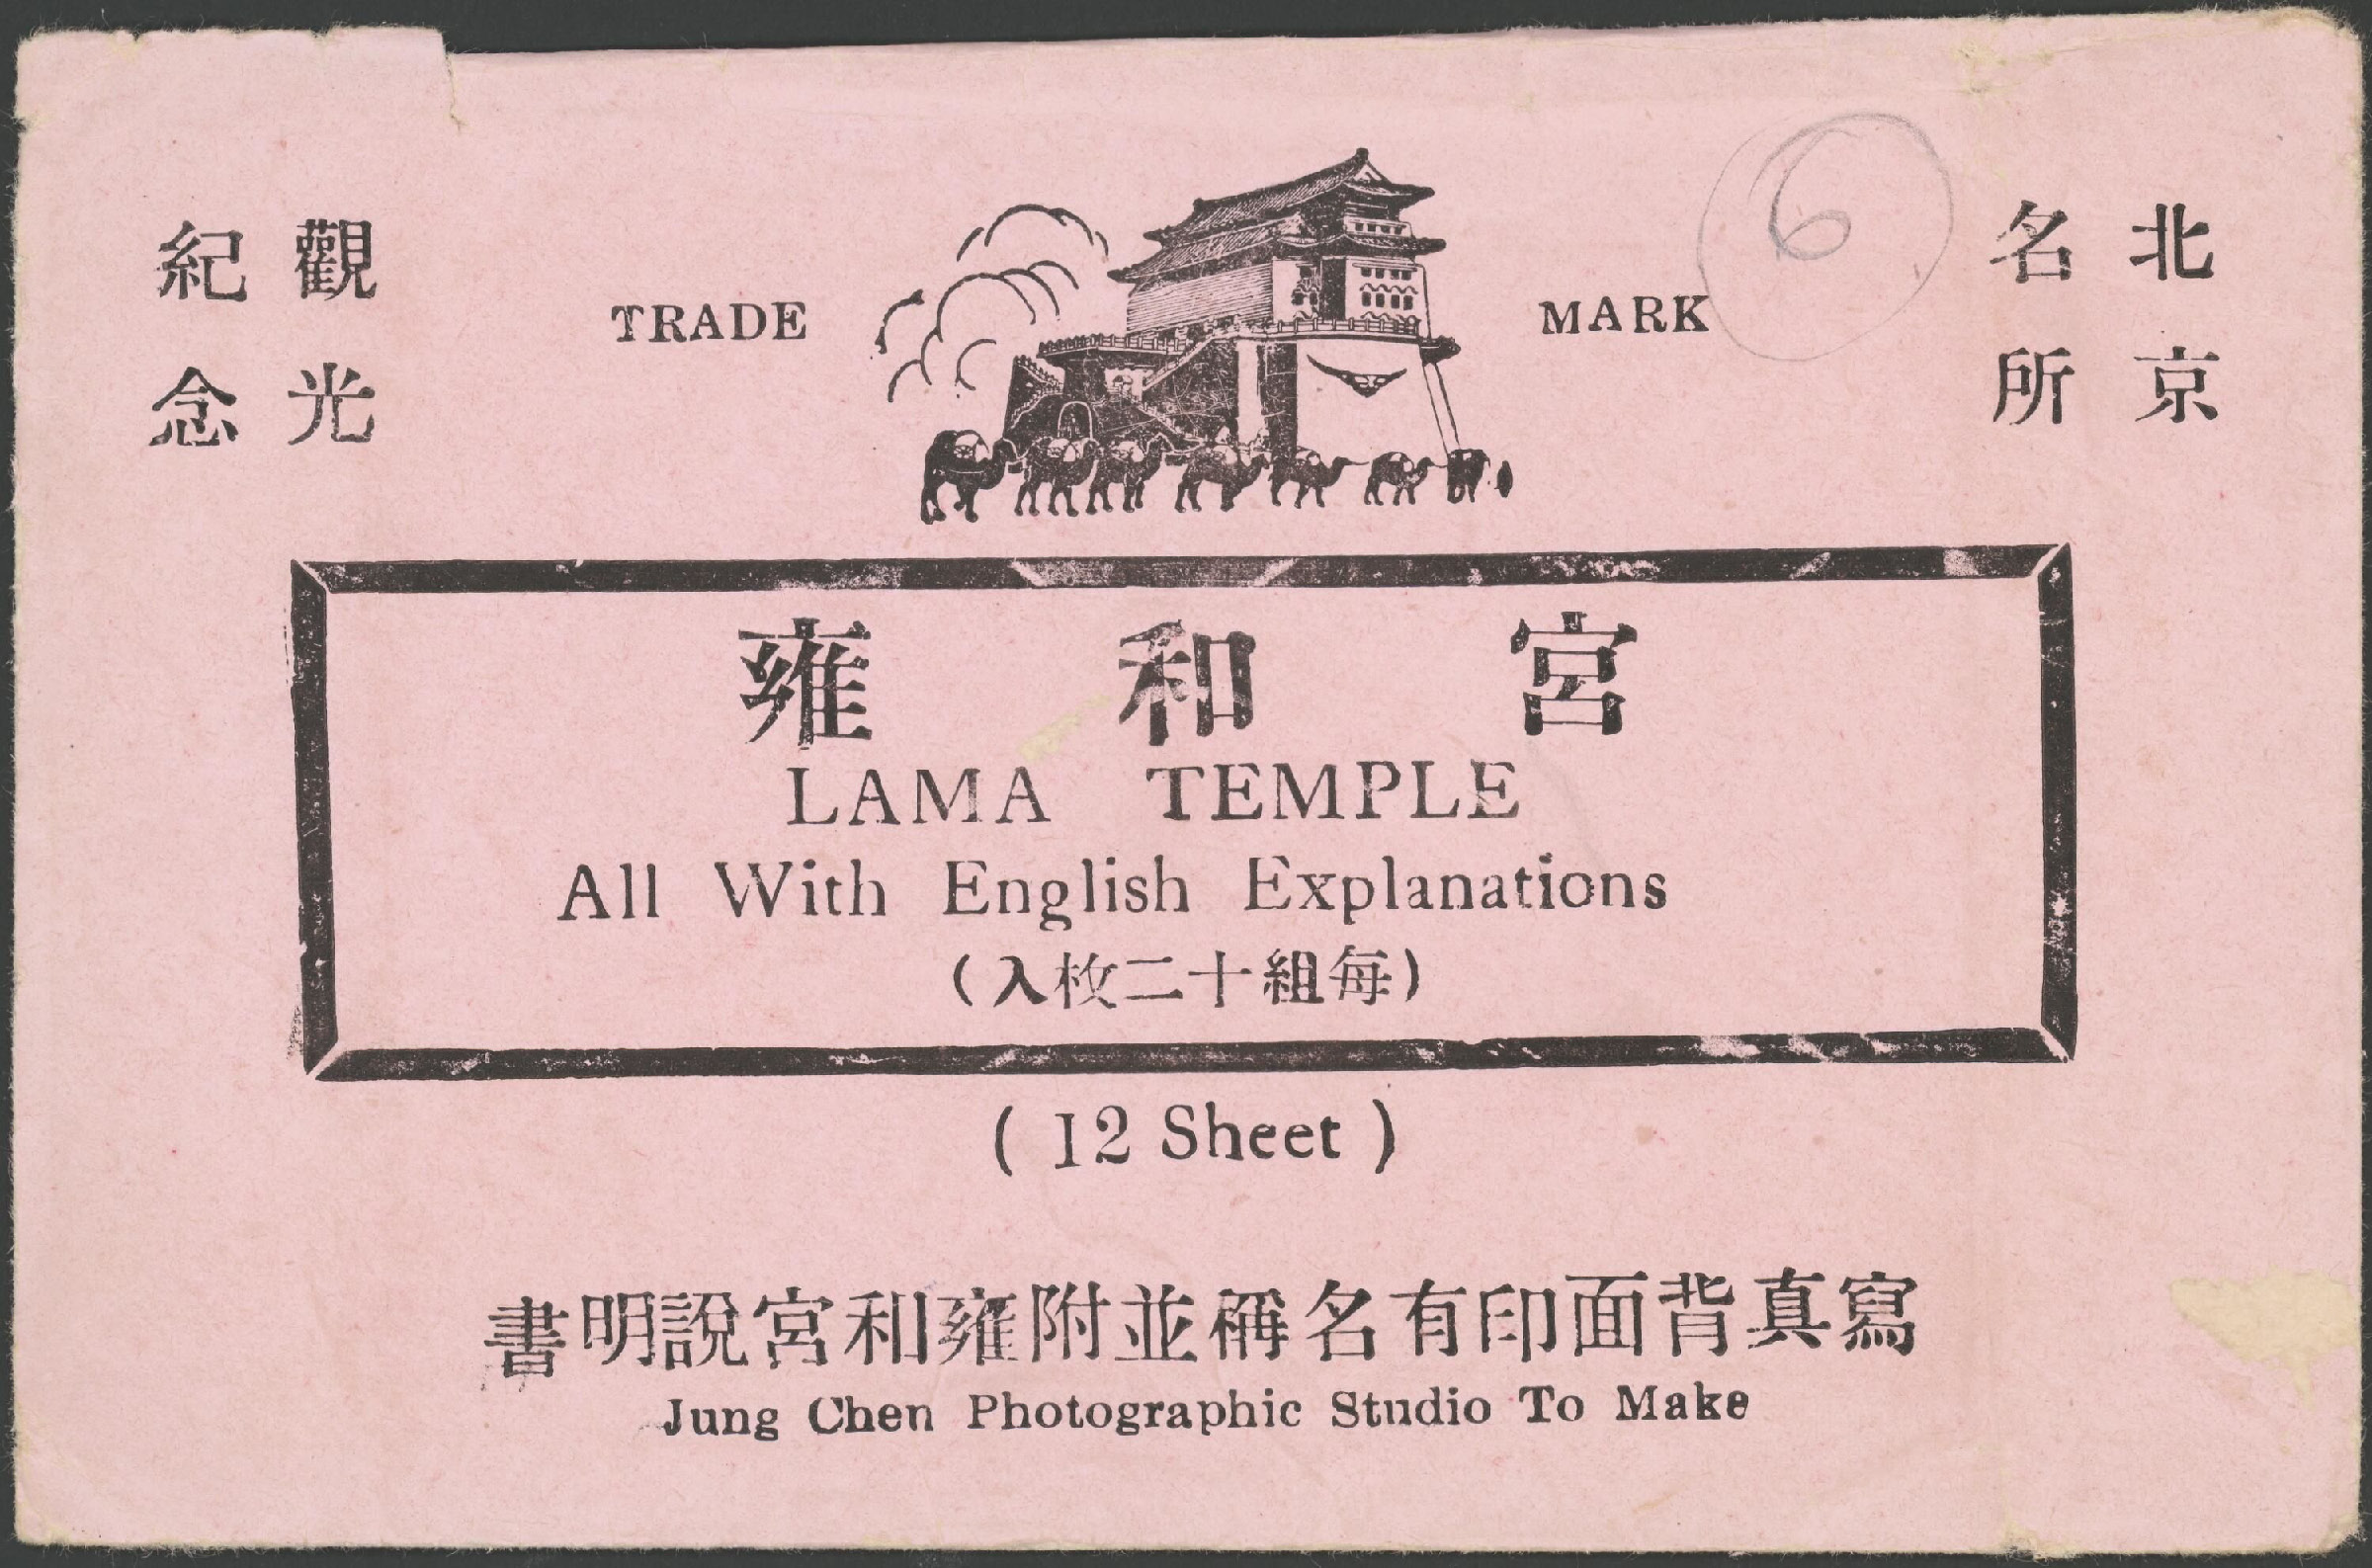 北京
名所
觀光
紀念
TRADE MARK
6
雍和宮
LAMA TEMPLE
All With English Explanations
(每組十二枚入)
( 12 Sheet )
寫真背面印有名稱並附雍和宮說明書
Jung Chen Photographic Studio To Make